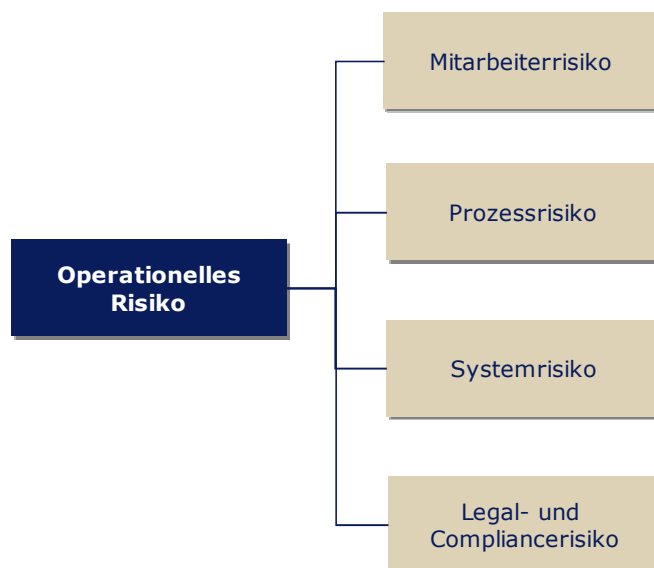 Mitarbeiterrisiko
Prozessrisiko
Operationelles
Risiko
Systemrisiko
Legal- und
Compliancerisiko